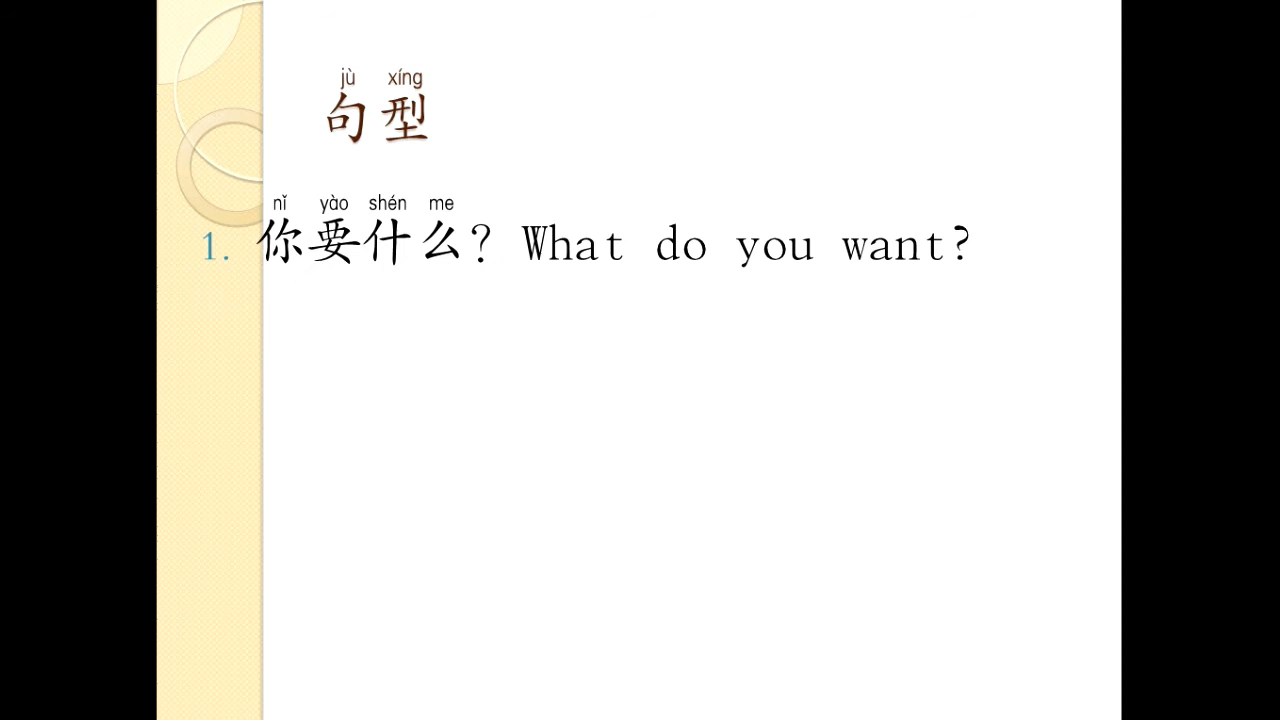 jù xíng
句型
nǐ yào shén me
1. 你要什么? What do you want?